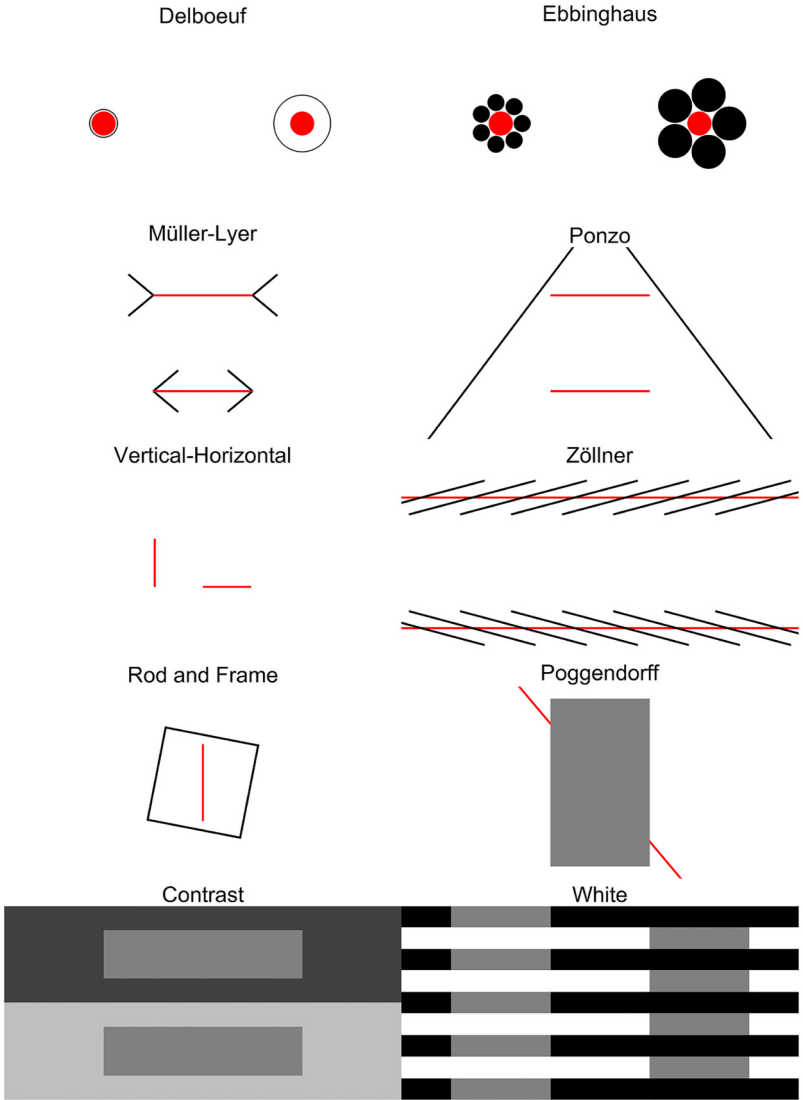 Delboeuf
Ebbinghaus
Müller-Lyer
Ponzo
Vertical-Horizontal
Zöllner
Rod and Frame
Poggendorff
Contrast
White